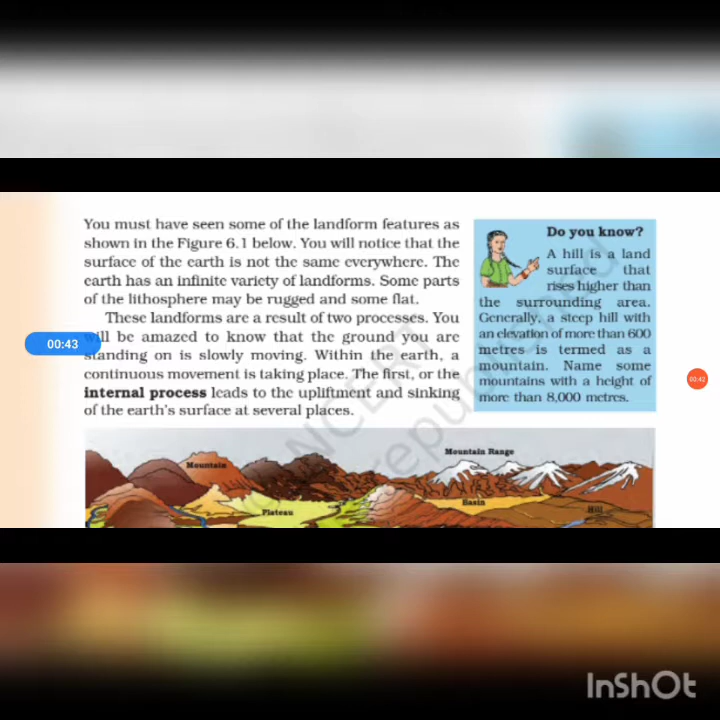 You must have seen some of the landform features as
shown in the Figure 6.1 below. You will notice that the
surface of the earth is not the same everywhere. The
earth has an infinite variety of landforms. Some parts
of the lithosphere may be rugged and some flat.
These landforms are a result of two processes. You
will be amazed to know that the ground you are
standing on is slowly moving. Within the earth, a
continuous movement is taking place. The first, or the
internal process leads to the upliftment and sinking
of the earth's surface at several places.
00:43
Do you know?
A hill is a land
surface that
rises higher than
the surrounding area.
Generally, a steep hill with
an elevation of more than 600
metres is termed as a
mountain. Name some
mountains with a height of
more than 8,000 metres.
00:42
Mountain
Mountain Range
Plateau
Basin
Hill
NCERT
republished
InShOt